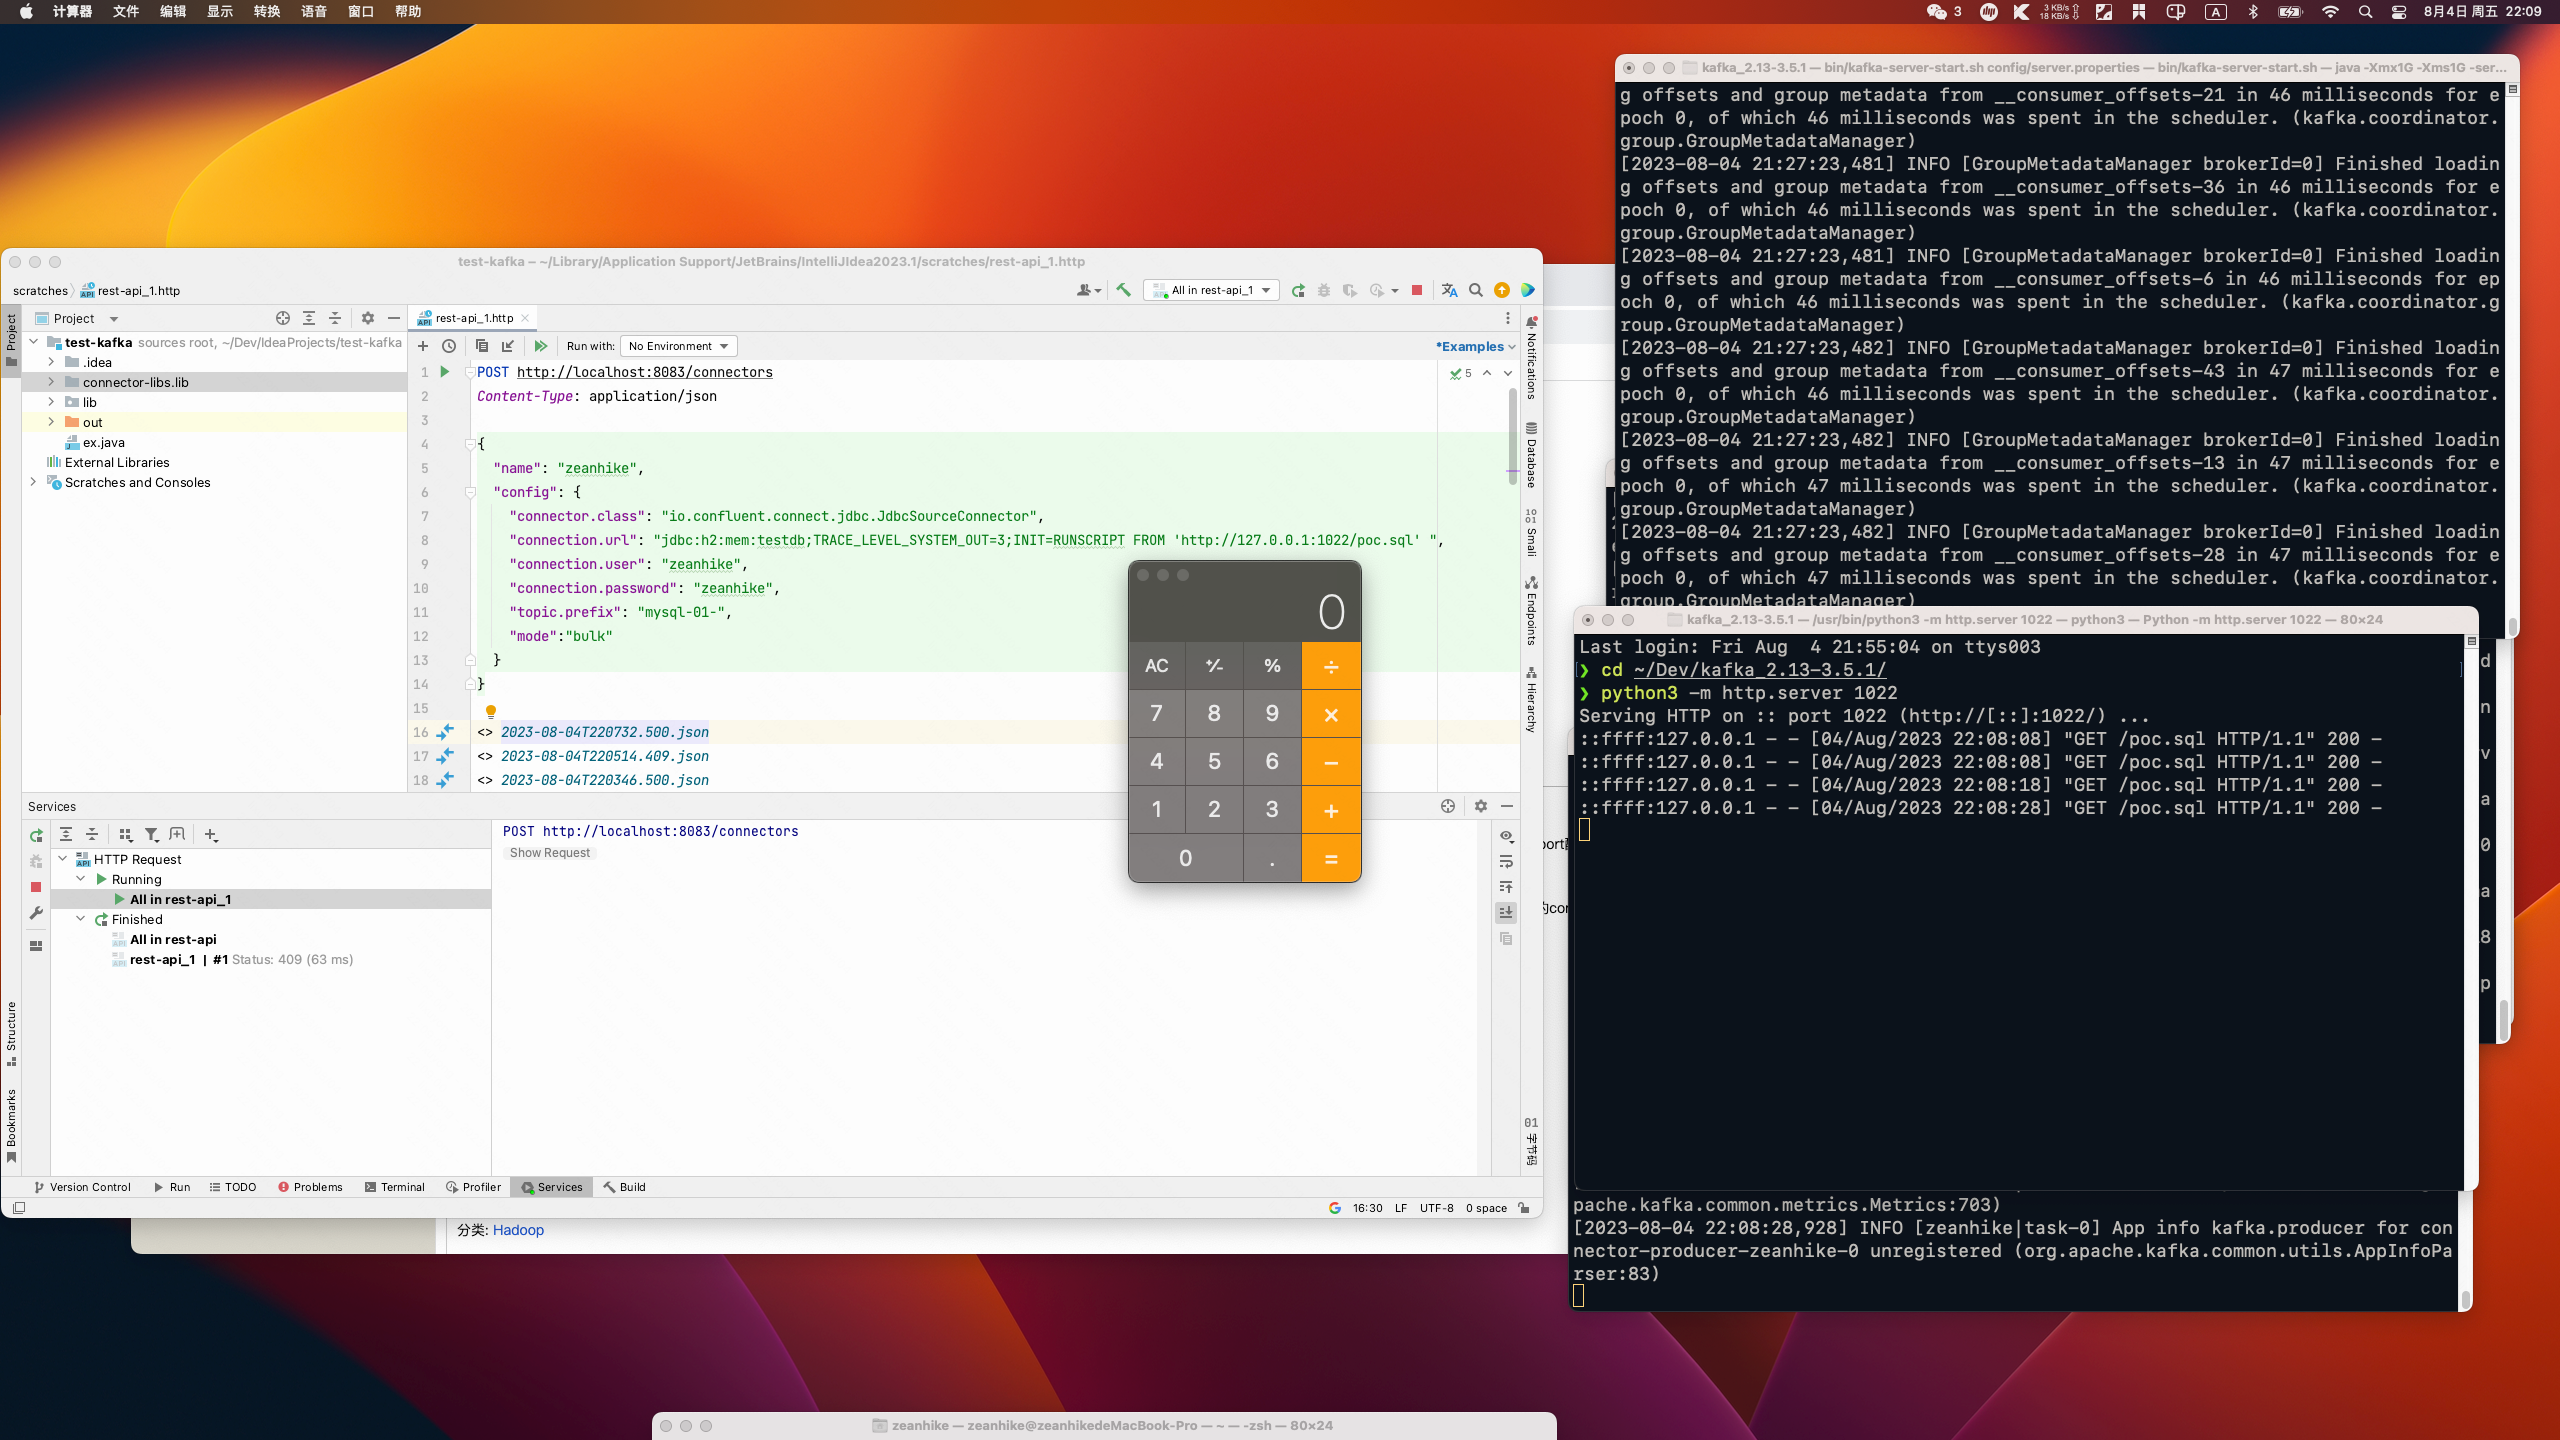 计算器 文件 编辑 显示 转换 语音 窗口 帮助
3 3 KB/s 18 KB/s A 8月4日 周五 22:09
kafka_2.13-3.5.1 — bin/kafka-server-start.sh config/server.properties — bin/kafka-server-start.sh — java -Xmx1G -Xms1G -ser...
g offsets and group metadata from __consumer_offsets-21 in 46 milliseconds for e
poch 0, of which 46 milliseconds was spent in the scheduler. (kafka.coordinator.
group.GroupMetadataManager)
[2023-08-04 21:27:23,481] INFO [GroupMetadataManager brokerId=0] Finished loadin
g offsets and group metadata from __consumer_offsets-36 in 46 milliseconds for e
poch 0, of which 46 milliseconds was spent in the scheduler. (kafka.coordinator.
group.GroupMetadataManager)
[2023-08-04 21:27:23,481] INFO [GroupMetadataManager brokerId=0] Finished loadin
g offsets and group metadata from __consumer_offsets-6 in 46 milliseconds for ep
och 0, of which 46 milliseconds was spent in the scheduler. (kafka.coordinator.g
roup.GroupMetadataManager)
[2023-08-04 21:27:23,482] INFO [GroupMetadataManager brokerId=0] Finished loadin
g offsets and group metadata from __consumer_offsets-43 in 47 milliseconds for e
poch 0, of which 46 milliseconds was spent in the scheduler. (kafka.coordinator.
group.GroupMetadataManager)
[2023-08-04 21:27:23,482] INFO [GroupMetadataManager brokerId=0] Finished loadin
g offsets and group metadata from __consumer_offsets-13 in 47 milliseconds for e
poch 0, of which 47 milliseconds was spent in the scheduler. (kafka.coordinator.
group.GroupMetadataManager)
[2023-08-04 21:27:23,482] INFO [GroupMetadataManager brokerId=0] Finished loadin
g offsets and group metadata from __consumer_offsets-28 in 47 milliseconds for e
poch 0, of which 47 milliseconds was spent in the scheduler. (kafka.coordinator.
group.GroupMetadataManager)
test-kafka – ~/Library/Application Support/JetBrains/IntelliJIdea2023.1/scratches/rest-api_1.http
scratches rest-api_1.http
All in rest-api_1
Project
rest-api_1.http
test-kafka sources root, ~/Dev/IdeaProjects/test-kafka
.idea
connector-libs.lib
lib
out
ex.java
External Libraries
Scratches and Consoles
Run with: No Environment
*Examples
5
1 POST http://localhost:8083/connectors
2 Content-Type: application/json
3
4 {
5 "name": "zeanhike",
6 "config": {
7 "connector.class": "io.confluent.connect.jdbc.JdbcSourceConnector",
8 "connection.url": "jdbc:h2:mem:testdb;TRACE_LEVEL_SYSTEM_OUT=3;INIT=RUNSCRIPT FROM 'http://127.0.0.1:1022/poc.sql' ",
9 "connection.user": "zeanhike",
10 "connection.password": "zeanhike",
11 "topic.prefix": "mysql-01-",
12 "mode":"bulk"
13 }
14 }
15
16 <> 2023-08-04T220732.500.json
17 <> 2023-08-04T220514.409.json
18 <> 2023-08-04T220346.500.json
Project
Structure
Bookmarks
Notifications
Database
Smali
Endpoints
Hierarchy
字节码
0
AC +⁄- % ÷
7 8 9 ×
4 5 6 −
1 2 3 +
0 . =
Services
HTTP Request
Running
All in rest-api_1
Finished
All in rest-api
rest-api_1 | #1 Status: 409 (63 ms)
POST http://localhost:8083/connectors
Show Request
Version Control Run TODO Problems Terminal Profiler Services Build
16:30 LF UTF-8 0 space
分类: Hadoop
kafka_2.13-3.5.1 — /usr/bin/python3 -m http.server 1022 — python3 — Python -m http.server 1022 — 80×24
Last login: Fri Aug  4 21:55:04 on ttys003
❯ cd ~/Dev/kafka_2.13-3.5.1/
❯ python3 -m http.server 1022
Serving HTTP on :: port 1022 (http://[::]:1022/) ...
::ffff:127.0.0.1 - - [04/Aug/2023 22:08:08] "GET /poc.sql HTTP/1.1" 200 -
::ffff:127.0.0.1 - - [04/Aug/2023 22:08:08] "GET /poc.sql HTTP/1.1" 200 -
::ffff:127.0.0.1 - - [04/Aug/2023 22:08:18] "GET /poc.sql HTTP/1.1" 200 -
::ffff:127.0.0.1 - - [04/Aug/2023 22:08:28] "GET /poc.sql HTTP/1.1" 200 -
pache.kafka.common.metrics.Metrics:703)
[2023-08-04 22:08:28,928] INFO [zeanhike|task-0] App info kafka.producer for con
nector-producer-zeanhike-0 unregistered (org.apache.kafka.common.utils.AppInfoPa
rser:83)
zeanhike — zeanhike@zeanhikedeMacBook-Pro — ~ — -zsh — 80×24